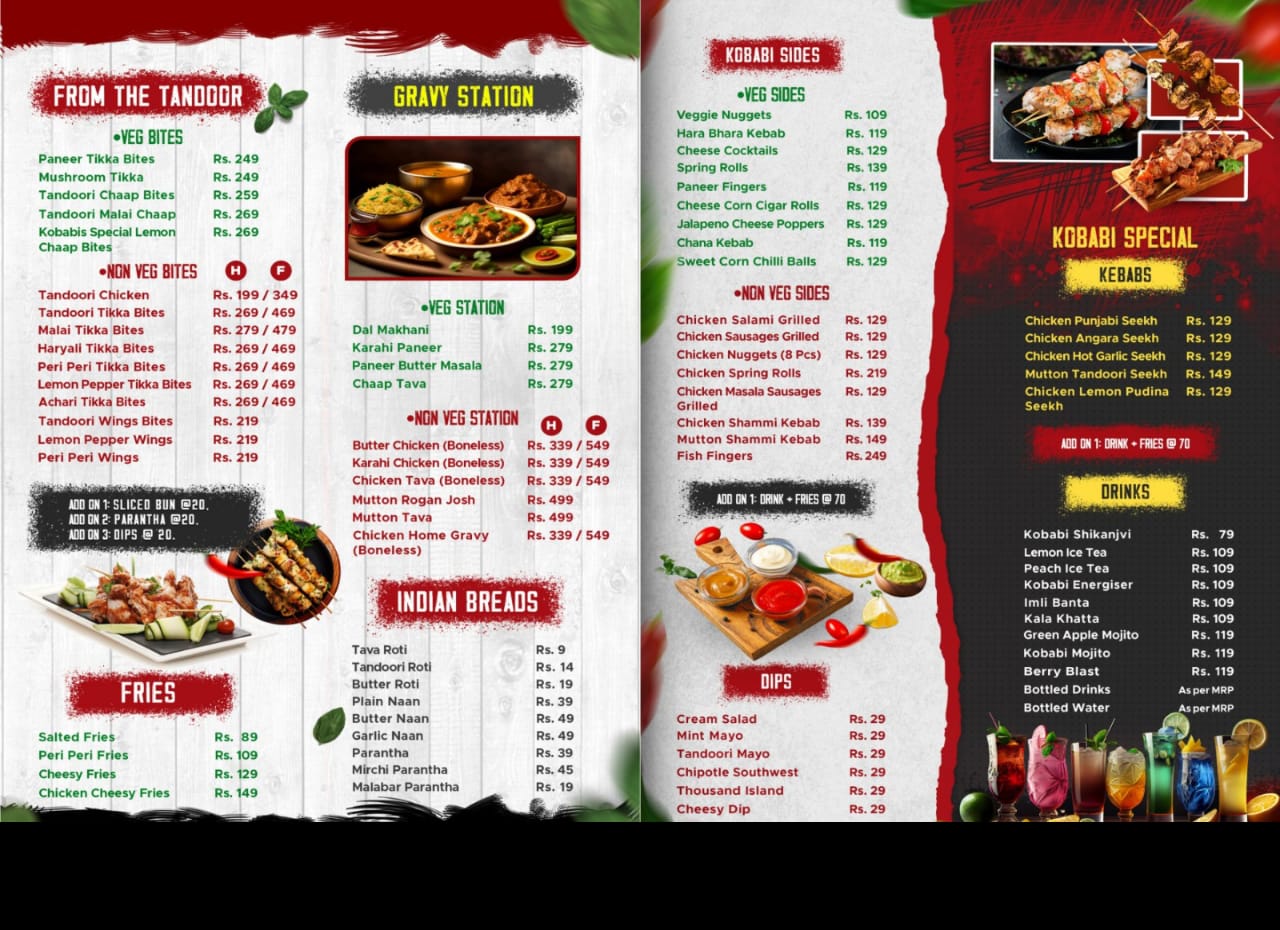 FROM THE TANDOOR
•VEG BITES
Paneer Tikka Bites Rs. 249
Mushroom Tikka Rs. 249
Tandoori Chaap Bites Rs. 259
Tandoori Malai Chaap Rs. 269
Kobabis Special Lemon Rs. 269
Chaap Bites
•NON VEG BITES H F
Tandoori Chicken Rs. 199 / 349
Tandoori Tikka Bites Rs. 269 / 469
Malai Tikka Bites Rs. 279 / 479
Haryali Tikka Bites Rs. 269 / 469
Peri Peri Tikka Bites Rs. 269 / 469
Lemon Pepper Tikka Bites Rs. 269 / 469
Achari Tikka Bites Rs. 269 / 469
Tandoori Wings Bites Rs. 219
Lemon Pepper Wings Rs. 219
Peri Peri Wings Rs. 219
ADD ON 1: SLICED BUN @20.
ADD ON 2: PARANTHA @20.
ADD ON 3: DIPS @ 20.
FRIES
Salted Fries Rs. 89
Peri Peri Fries Rs. 109
Cheesy Fries Rs. 129
Chicken Cheesy Fries Rs. 149
GRAVY STATION
•VEG STATION
Dal Makhani Rs. 199
Karahi Paneer Rs. 279
Paneer Butter Masala Rs. 279
Chaap Tava Rs. 279
•NON VEG STATION H F
Butter Chicken (Boneless) Rs. 339 / 549
Karahi Chicken (Boneless) Rs. 339 / 549
Chicken Tava (Boneless) Rs. 339 / 549
Mutton Rogan Josh Rs. 499
Mutton Tava Rs. 499
Chicken Home Gravy Rs. 339 / 549
(Boneless)
INDIAN BREADS
Tava Roti Rs. 9
Tandoori Roti Rs. 14
Butter Roti Rs. 19
Plain Naan Rs. 39
Butter Naan Rs. 49
Garlic Naan Rs. 49
Parantha Rs. 39
Mirchi Parantha Rs. 45
Malabar Parantha Rs. 19
KOBABI SIDES
•VEG SIDES
Veggie Nuggets Rs. 109
Hara Bhara Kebab Rs. 119
Cheese Cocktails Rs. 129
Spring Rolls Rs. 139
Paneer Fingers Rs. 119
Cheese Corn Cigar Rolls Rs. 129
Jalapeno Cheese Poppers Rs. 129
Chana Kebab Rs. 119
Sweet Corn Chilli Balls Rs. 129
•NON VEG SIDES
Chicken Salami Grilled Rs. 129
Chicken Sausages Grilled Rs. 129
Chicken Nuggets (8 Pcs) Rs. 129
Chicken Spring Rolls Rs. 219
Chicken Masala Sausages Rs. 129
Grilled
Chicken Shammi Kebab Rs. 139
Mutton Shammi Kebab Rs. 149
Fish Fingers Rs. 249
ADD ON 1: DRINK + FRIES @ 70
DIPS
Cream Salad Rs. 29
Mint Mayo Rs. 29
Tandoori Mayo Rs. 29
Chipotle Southwest Rs. 29
Thousand Island Rs. 29
Cheesy Dip Rs. 29
KOBABI SPECIAL
KEBABS
Chicken Punjabi Seekh Rs. 129
Chicken Angara Seekh Rs. 129
Chicken Hot Garlic Seekh Rs. 129
Mutton Tandoori Seekh Rs. 149
Chicken Lemon Pudina Rs. 129
Seekh
ADD ON 1: DRINK + FRIES @ 70
DRINKS
Kobabi Shikanjvi Rs. 79
Lemon Ice Tea Rs. 109
Peach Ice Tea Rs. 109
Kobabi Energiser Rs. 109
Imli Banta Rs. 109
Kala Khatta Rs. 109
Green Apple Mojito Rs. 119
Kobabi Mojito Rs. 119
Berry Blast Rs. 119
Bottled Drinks As per MRP
Bottled Water As per MRP